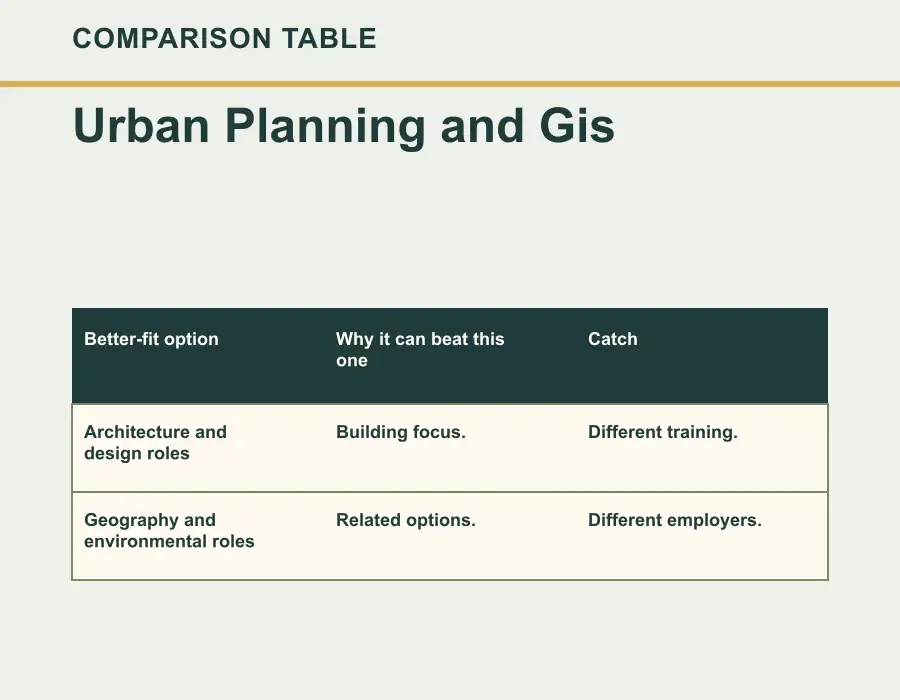 COMPARISON TABLE
Urban Planning and Gis
Better-fit option
Why it can beat this
one
Catch
Architecture and
design roles
Building focus.
Different training.
Geography and
environmental roles
Related options.
Different employers.